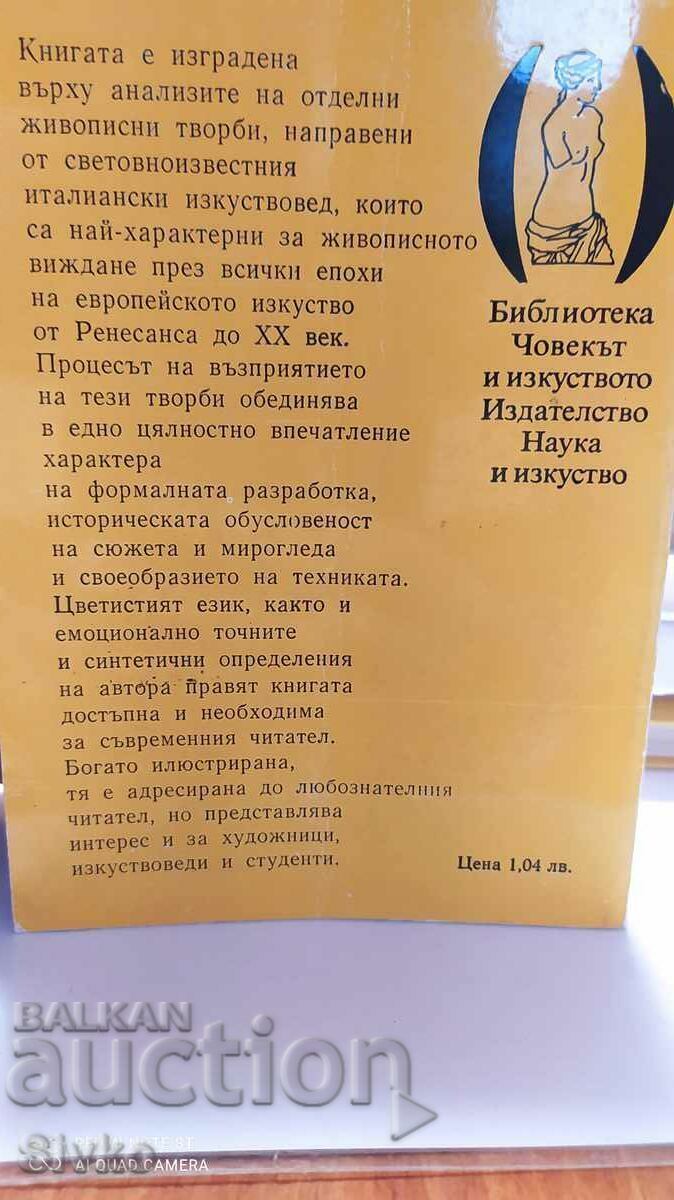 Книгата е изградена
върху анализите на отделни
живописни творби, направени
от световноизвестния
италиански изкуствовед, които
са най-характерни за живописното
виждане през всички епохи
на европейското изкуство
от Ренесанса до XX век.
Процесът на възприятието
на тези творби обединява
в едно цялностно впечатление
характера
на формалната разработка,
историческата обусловеност
на сюжета и мирогледа
и своеобразието на техниката.
Цветистият език, както и
емоционално точните
и синтетични определения
на автора правят книгата
достъпна и необходима
за съвременния читател.
Богато илюстрирана,
тя е адресирана до любознателния
читател, но представлява
интерес и за художници,
изкуствоведи и студенти.
Библиотека
Човекът
и изкуството
Издателство
Наука
и изкуство
Цена 1,04 лв.
BALKAN
auction
REDMI NOTE 8T
AI QUAD CAMERA
Sivko